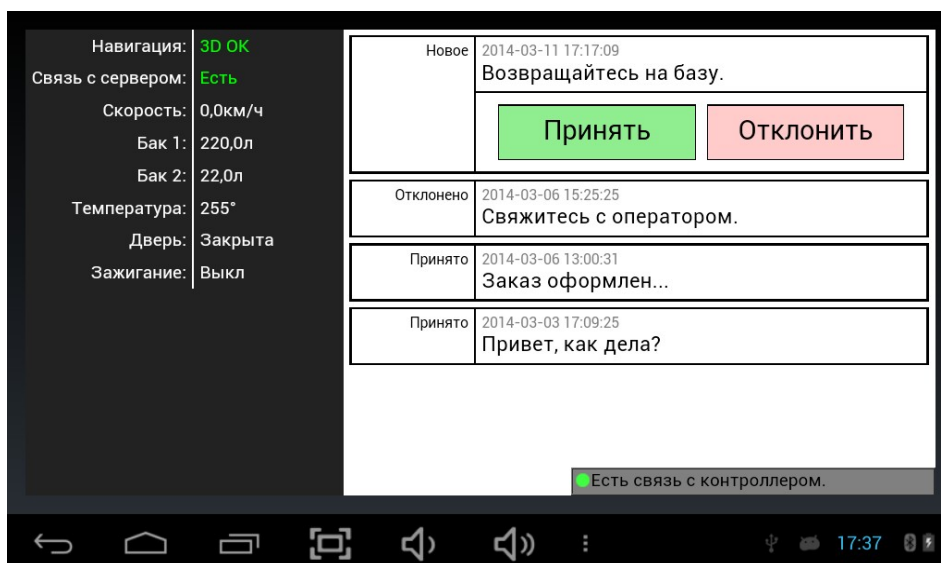 Навигация: 3D OK
Связь с сервером: Есть
Скорость: 0,0км/ч
Бак 1: 220,0л
Бак 2: 22,0л
Температура: 255°
Дверь: Закрыта
Зажигание: Выкл
Новое 2014-03-11 17:17:09
Возвращайтесь на базу.
Принять Отклонить
Отклонено 2014-03-06 15:25:25
Свяжитесь с оператором.
Принято 2014-03-06 13:00:31
Заказ оформлен...
Принято 2014-03-03 17:09:25
Привет, как дела?
Есть связь с контроллером.
17:37